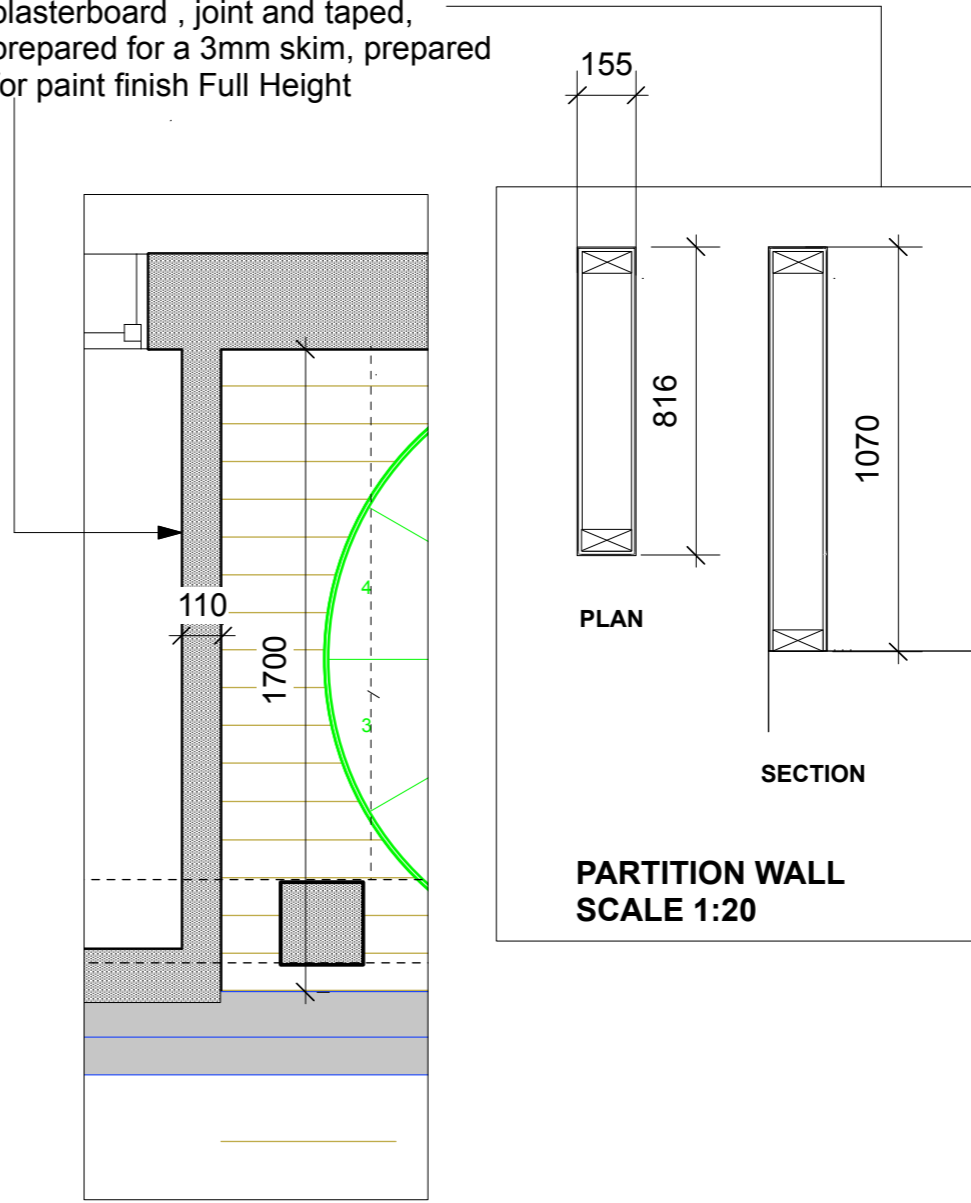 plasterboard , joint and taped,
prepared for a 3mm skim, prepared
for paint finish Full Height
155
816
1070
110
1700
4
3
PLAN
SECTION
PARTITION WALL
SCALE 1:20